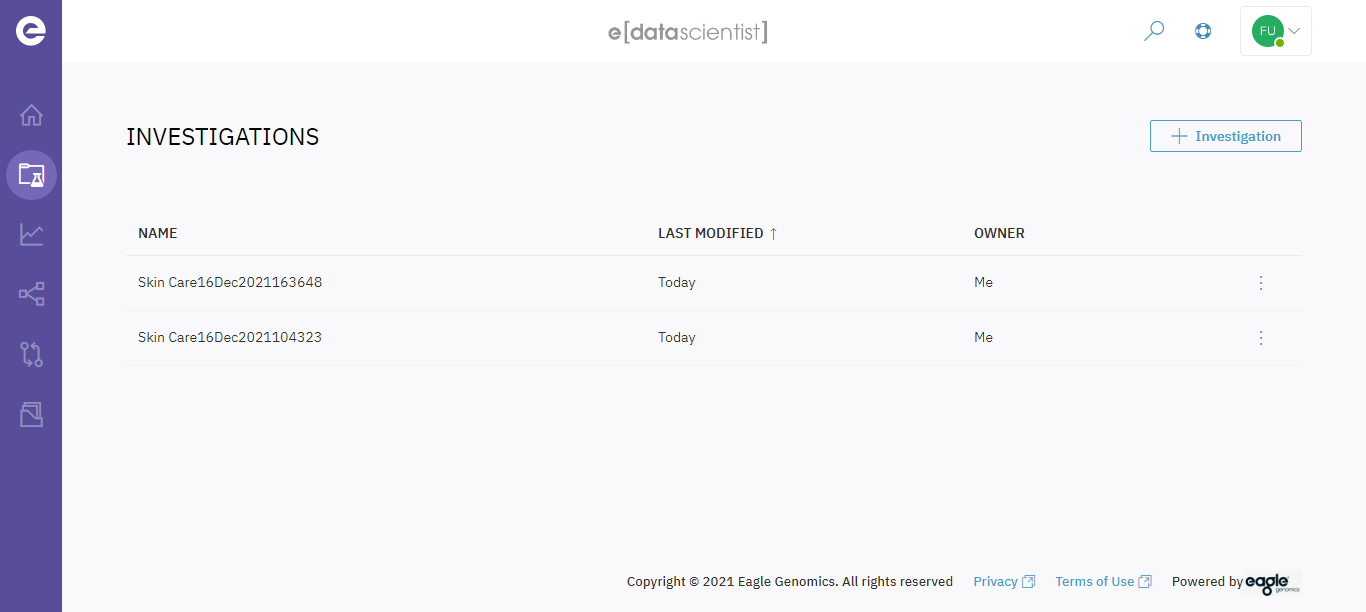 e[datascientist]
FU
INVESTIGATIONS
Investigation
NAME LAST MODIFIED ↑ OWNER
Skin Care16Dec2021163648 Today Me
Skin Care16Dec2021104323 Today Me
Copyright © 2021 Eagle Genomics. All rights reserved Privacy Terms of Use Powered by eagle genomics